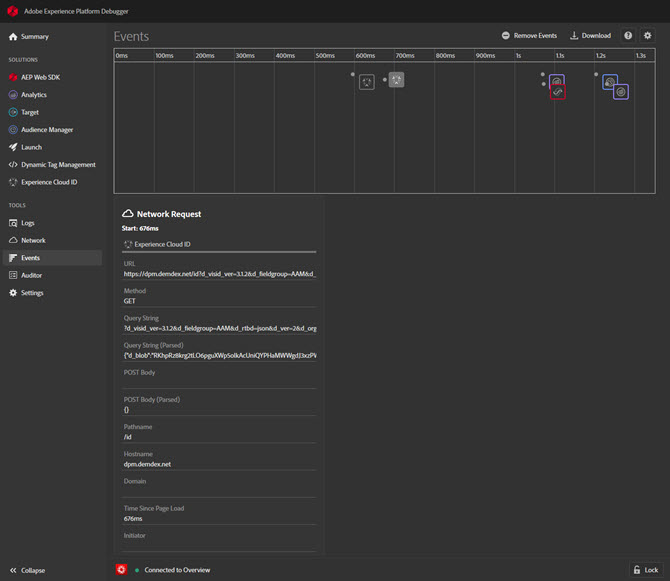 Adobe Experience Platform Debugger
Summary
SOLUTIONS
AEP Web SDK
Analytics
Target
Audience Manager
Launch
Dynamic Tag Management
Experience Cloud ID
TOOLS
Logs
Network
Events
Auditor
Settings
Collapse
Events
Remove Events
Download
0ms 100ms 200ms 300ms 400ms 500ms 600ms 700ms 800ms 900ms 1s 1.1s 1.2s 1.3s
Network Request
Start: 676ms
Experience Cloud ID
URL
https://dpm.demdex.net/id?d_visid_ver=3.1.2&d_fieldgroup=AAM&d_
Method
GET
Query String
?d_visid_ver=3.1.2&d_fieldgroup=AAM&d_rtbd=json&d_ver=2&d_org
Query String (Parsed)
POST Body
POST Body (Parsed)
{}
Pathname
/id
Hostname
dpm.demdex.net
Domain
Time Since Page Load
676ms
Initiator
Connected to Overview
Lock